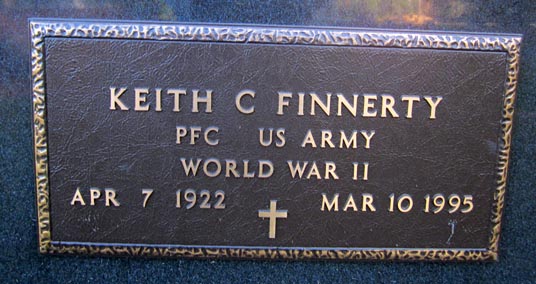 KEITH C FINNERTY
PFC US ARMY
WORLD WAR II
APR 7 1922 MAR 10 1995